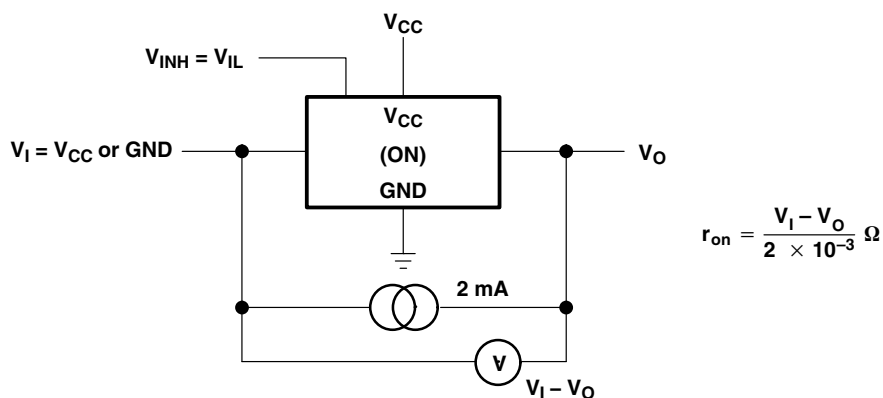 VCC
VINH = VIL
VCC
VI = VCC or GND
(ON)
VO
GND
ron = VI – VO / 2 × 10–3 Ω
2 mA
V
VI – VO